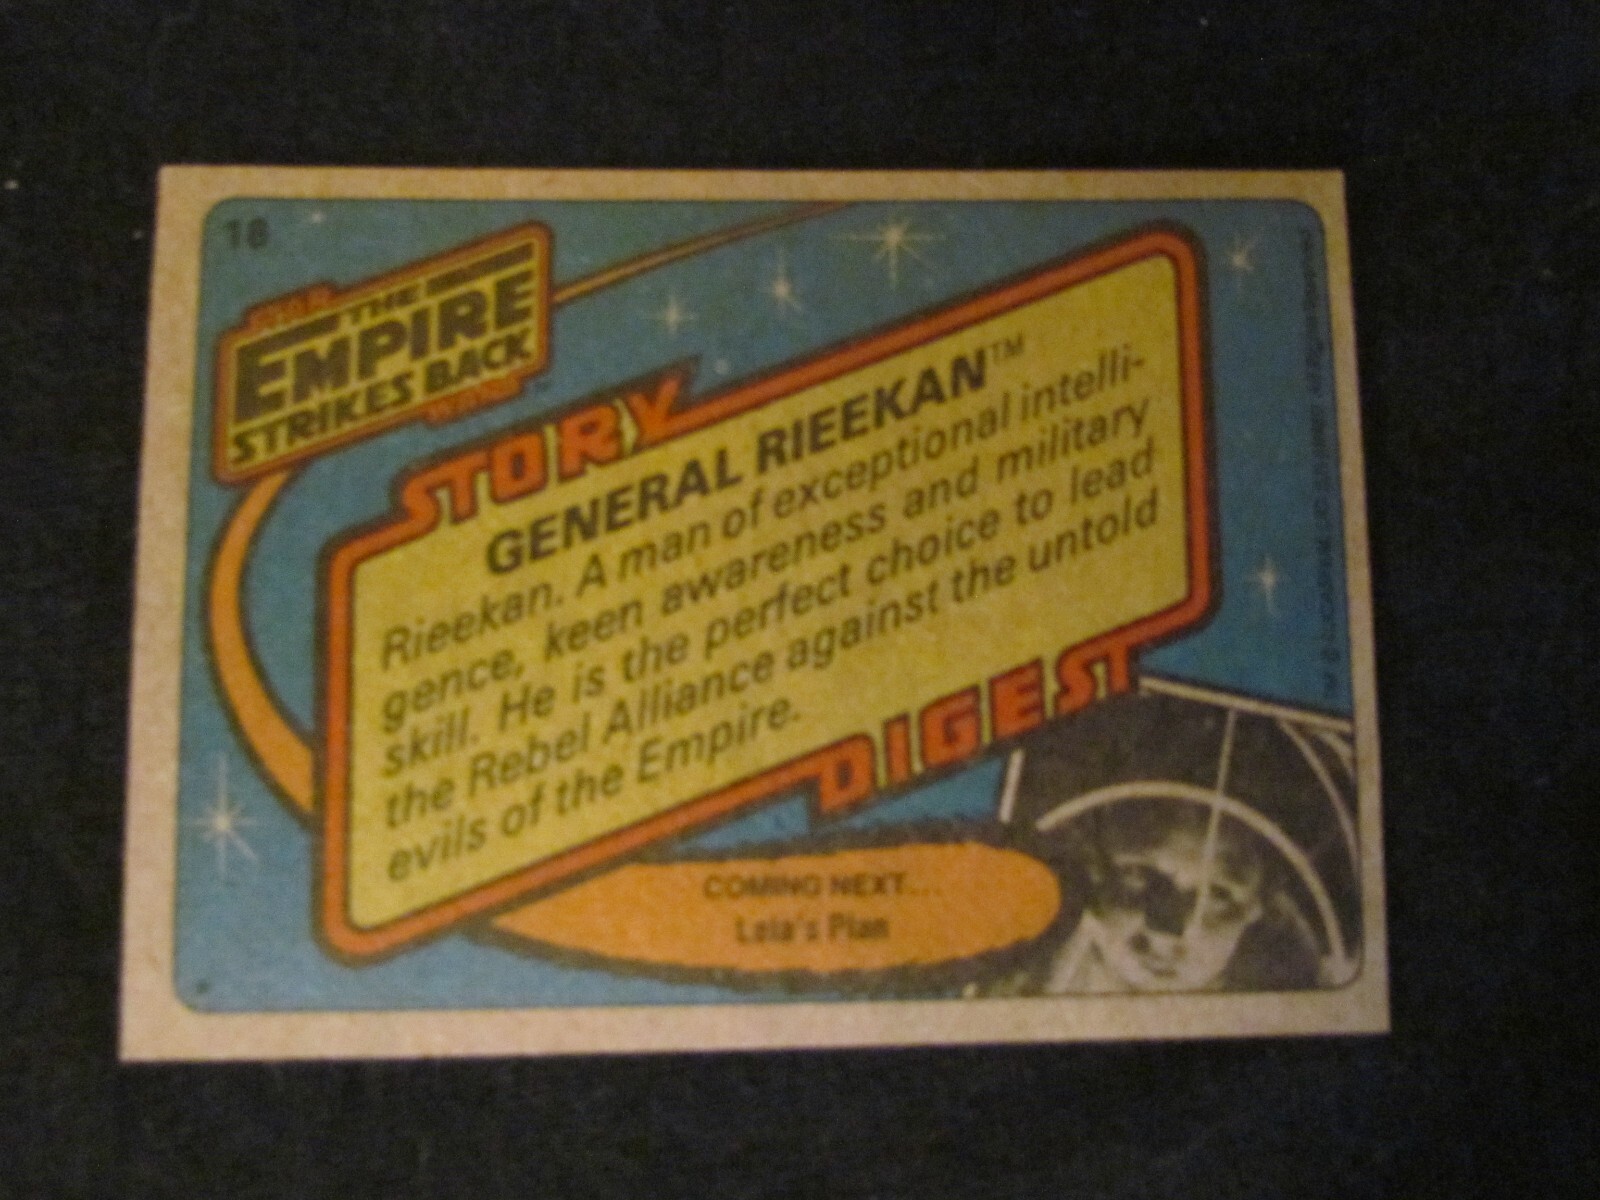 18
STAR
THE
EMPIRE
STRIKES BACK
WARS
STORY
GENERAL RIEEKAN™
Rieekan. A man of exceptional intelli-
gence, keen awareness and military
skill. He is the perfect choice to lead
the Rebel Alliance against the untold
evils of the Empire.
DIGEST
COMING NEXT...
Leia's Plan